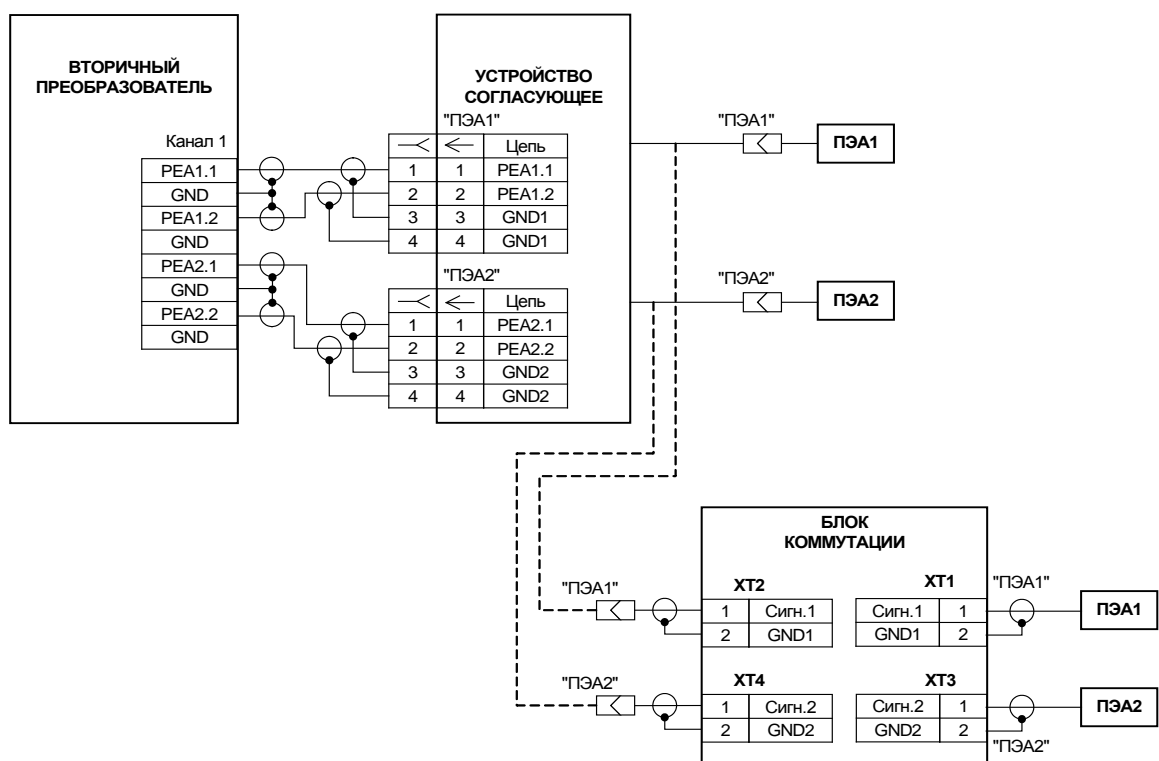 ВТОРИЧНЫЙ
ПРЕОБРАЗОВАТЕЛЬ
Канал 1
PEA1.1
GND
PEA1.2
GND
PEA2.1
GND
PEA2.2
GND
УСТРОЙСТВО
СОГЛАСУЮЩЕЕ
"ПЭА1"
Цепь
1 1 PEA1.1
2 2 PEA1.2
3 3 GND1
4 4 GND1
"ПЭА2"
Цепь
1 1 PEA2.1
2 2 PEA2.2
3 3 GND2
4 4 GND2
"ПЭА1"
ПЭА1
"ПЭА2"
ПЭА2
БЛОК
КОММУТАЦИИ
"ПЭА1"
XT2
1 Сигн.1
2 GND1
XT1
Сигн.1 1
GND1 2
"ПЭА1"
ПЭА1
"ПЭА2"
XT4
1 Сигн.2
2 GND2
XT3
Сигн.2 1
GND2 2
ПЭА2
"ПЭА2"